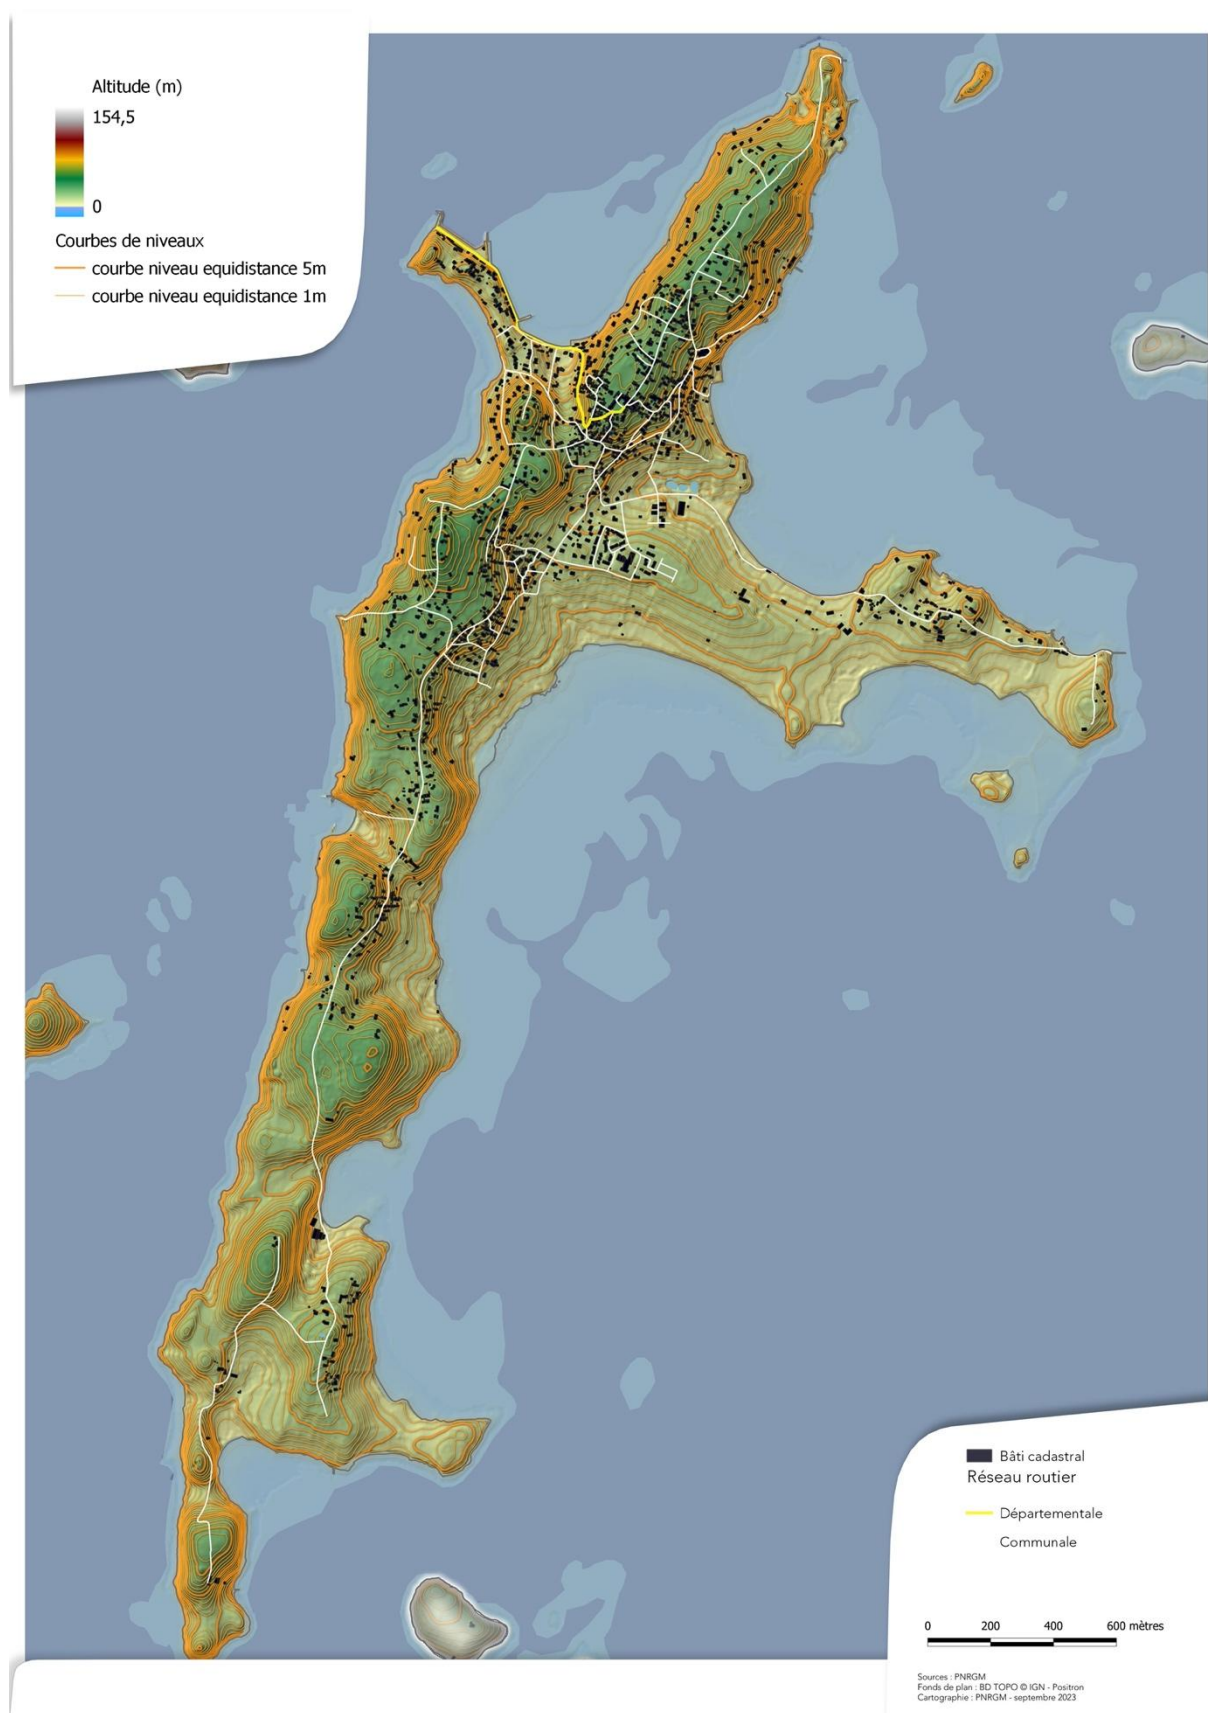 Altitude (m)
154,5
0
Courbes de niveaux
courbe niveau equidistance 5m
courbe niveau equidistance 1m
Bâti cadastral
Réseau routier
Départementale
Communale
0 200 400 600 mètres
Sources : PNRGM
Fonds de plan : BD TOPO © IGN - Positron
Cartographie : PNRGM - septembre 2023